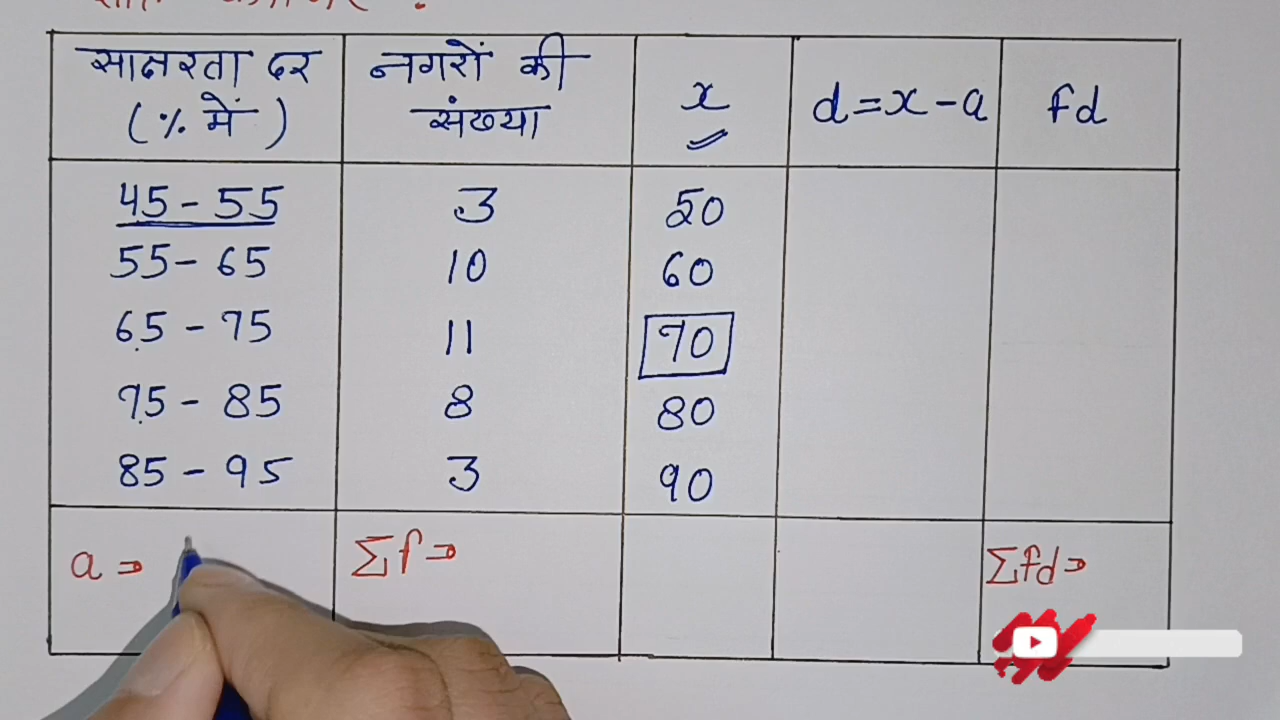 साक्षरता दर नगरों की
(% में) संख्या x d=x-a fd
45-55 3 50
55-65 10 60
65-75 11 70
75-85 8 80
85-95 3 90
a ⇒ Σf ⇒ Σfd ⇒